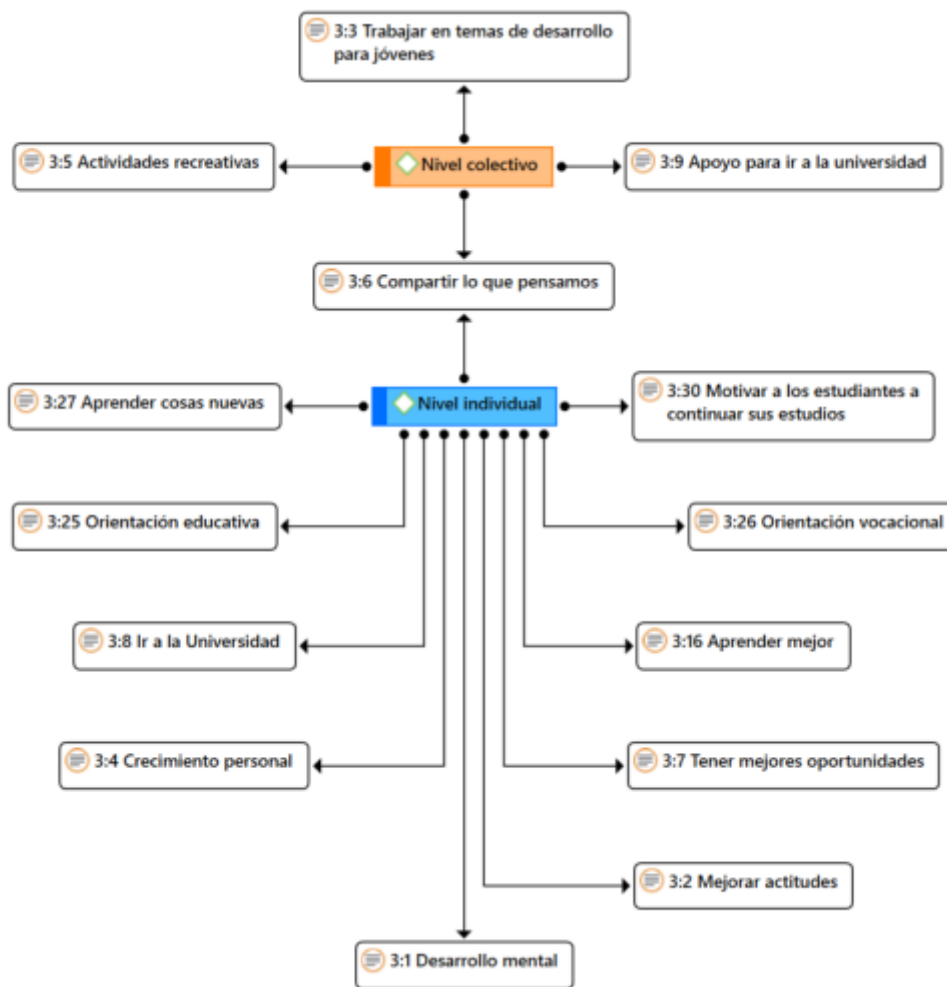 3:3 Trabajar en temas de desarrollo
para jóvenes
3:5 Actividades recreativas
Nivel colectivo
3:9 Apoyo para ir a la universidad
3:6 Compartir lo que pensamos
3:27 Aprender cosas nuevas
Nivel individual
3:30 Motivar a los estudiantes a
continuar sus estudios
3:25 Orientación educativa
3:26 Orientación vocacional
3:8 Ir a la Universidad
3:16 Aprender mejor
3:4 Crecimiento personal
3:7 Tener mejores oportunidades
3:2 Mejorar actitudes
3:1 Desarrollo mental